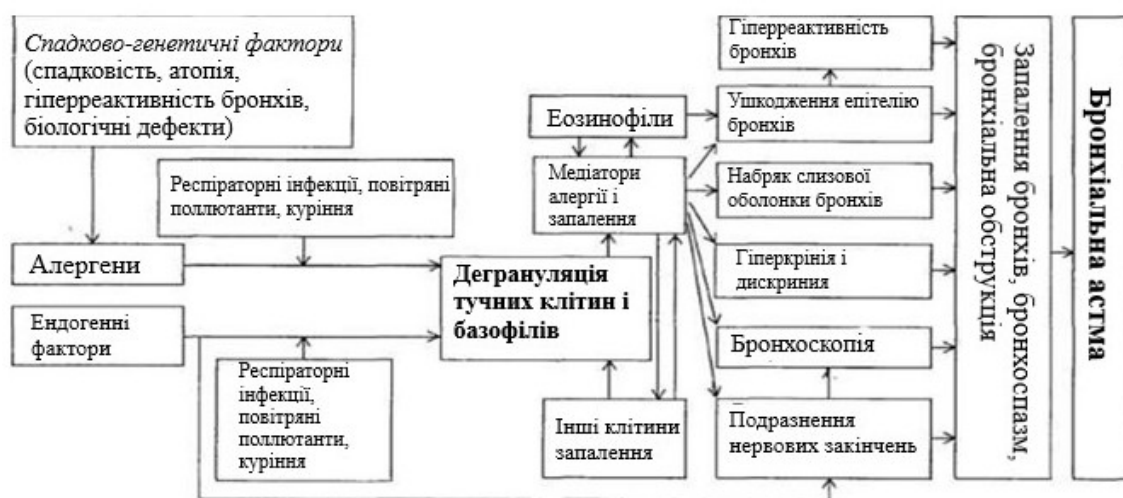 Спадково-генетичні фактори
(спадковість, атопія,
гіперреактивність бронхів,
біологічні дефекти)
Респіраторні інфекції, повітряні
поллютанти, куріння
Алергени
Ендогенні
фактори
Респіраторні
інфекції,
повітряні
поллютанти,
куріння
Дегрануляція
тучних клітин і
базофілів
Еозинофіли
Медіатори
алергії і
запалення
Інші клітини
запалення
Гіперреактивність
бронхів
Ушкодження епітелію
бронхів
Набряк слизової
оболонки бронхів
Гіперкрінія і
дискриния
Бронхоскопія
Подразнення
нервових закінчень
Запалення бронхів, бронхоспазм,
бронхіальна обструкція
Бронхіальна астма